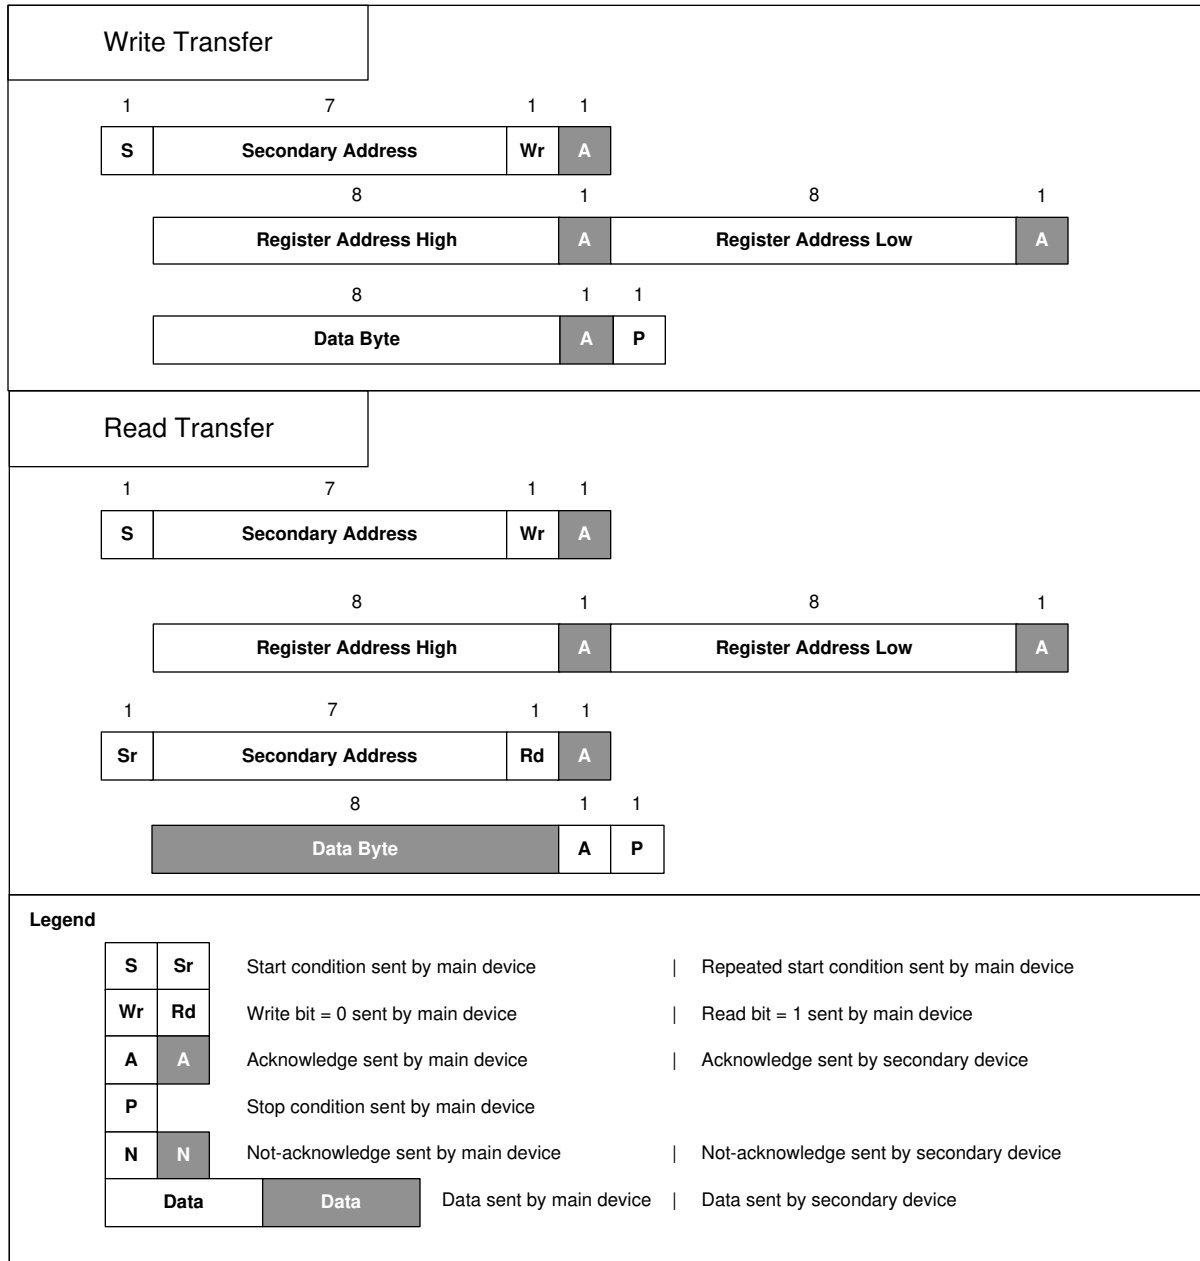 Write Transfer
1 7 1 1
S Secondary Address Wr A
8 1 8 1
Register Address High A Register Address Low A
8 1 1
Data Byte A P
Read Transfer
1 7 1 1
S Secondary Address Wr A
8 1 8 1
Register Address High A Register Address Low A
1 7 1 1
Sr Secondary Address Rd A
8 1 1
Data Byte A P
Legend
S Sr Start condition sent by main device | Repeated start condition sent by main device
Wr Rd Write bit = 0 sent by main device | Read bit = 1 sent by main device
A A Acknowledge sent by main device | Acknowledge sent by secondary device
P Stop condition sent by main device
N N Not-acknowledge sent by main device | Not-acknowledge sent by secondary device
Data Data Data sent by main device | Data sent by secondary device